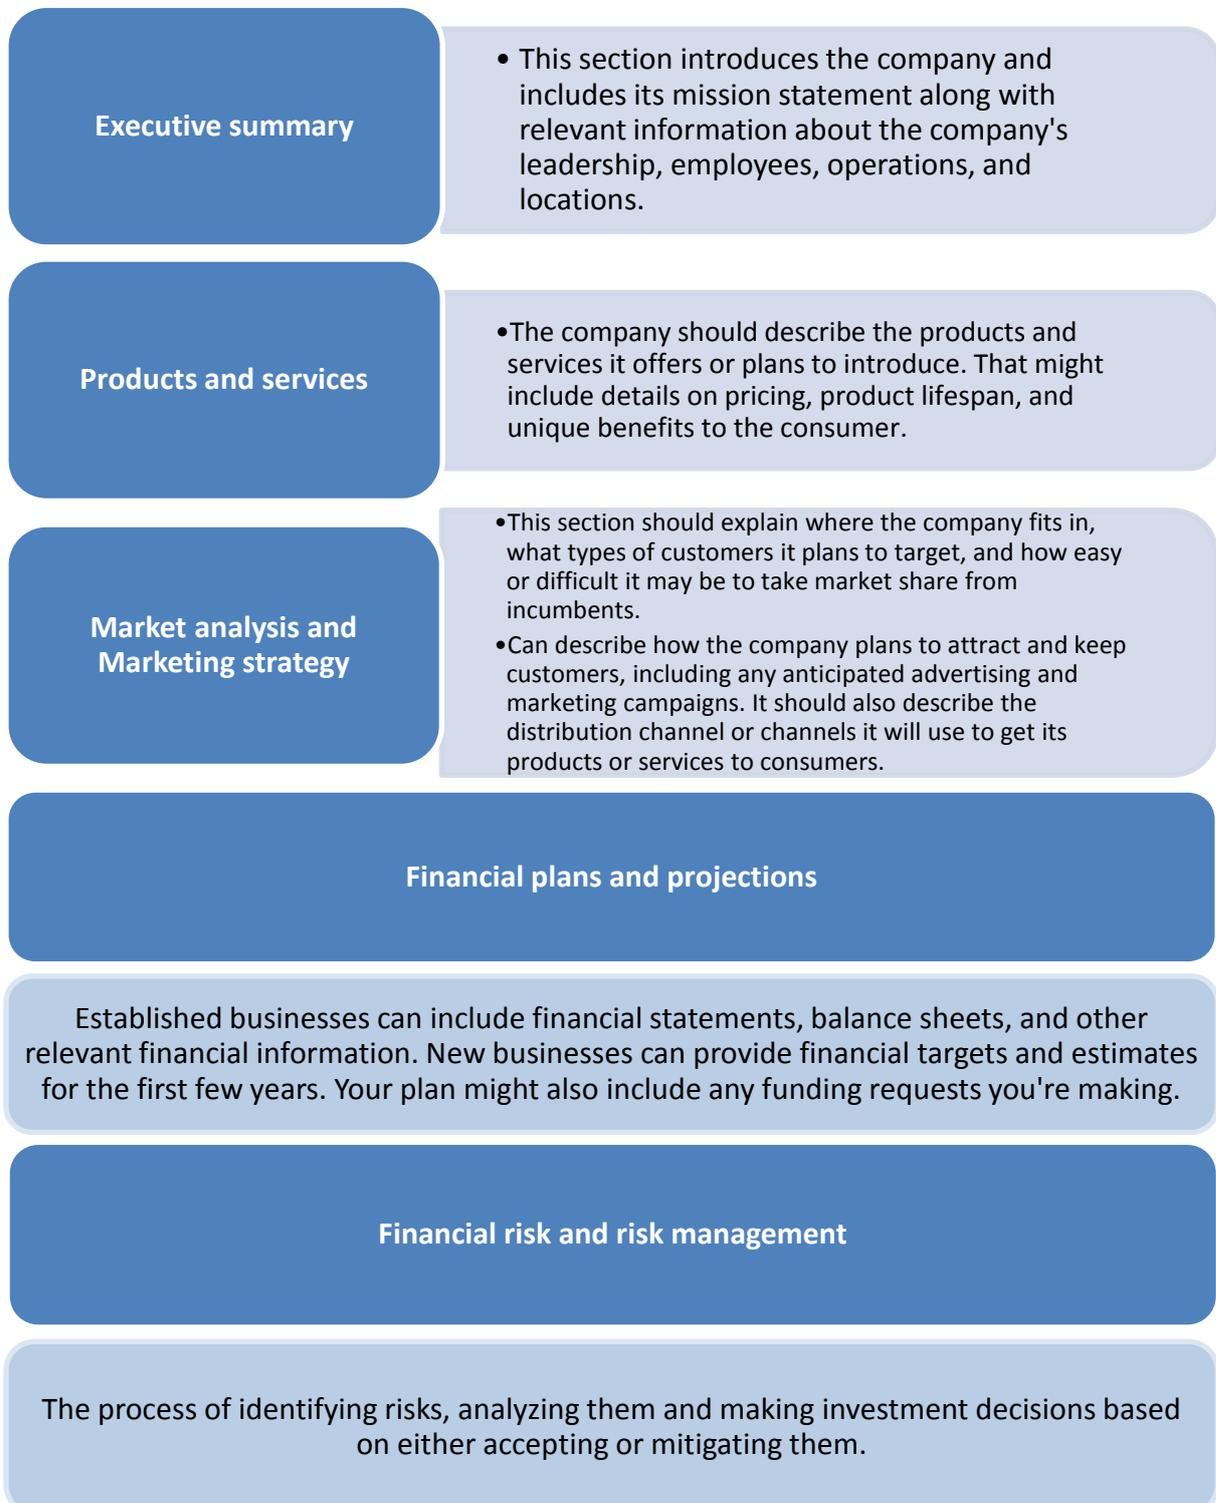 Executive summary
• This section introduces the company and
includes its mission statement along with
relevant information about the company's
leadership, employees, operations, and
locations.
Products and services
•The company should describe the products and
services it offers or plans to introduce. That might
include details on pricing, product lifespan, and
unique benefits to the consumer.
Market analysis and
Marketing strategy
•This section should explain where the company fits in,
what types of customers it plans to target, and how easy
or difficult it may be to take market share from
incumbents.
•Can describe how the company plans to attract and keep
customers, including any anticipated advertising and
marketing campaigns. It should also describe the
distribution channel or channels it will use to get its
products or services to consumers.
Financial plans and projections
Established businesses can include financial statements, balance sheets, and other
relevant financial information. New businesses can provide financial targets and estimates
for the first few years. Your plan might also include any funding requests you're making.
Financial risk and risk management
The process of identifying risks, analyzing them and making investment decisions based
on either accepting or mitigating them.